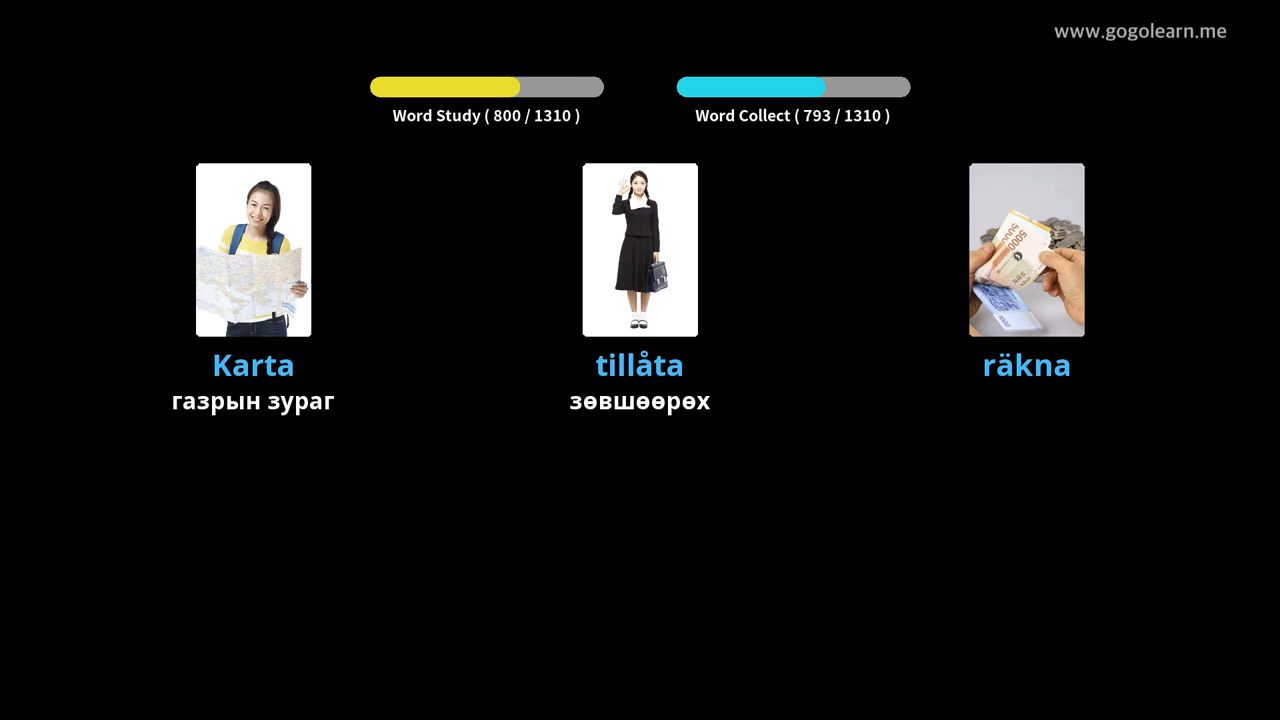 www.gogolearn.me
Word Study ( 800 / 1310 )
Word Collect ( 793 / 1310 )
Karta
газрын зураг
tillåta
зөвшөөрөх
räkna